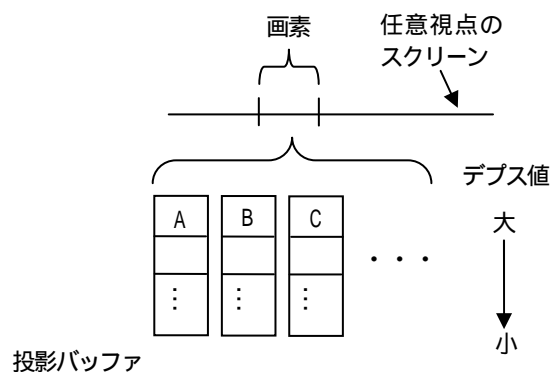 画素
任意視点の
スクリーン
デプス値
A B C
・・・
大
小
投影バッファ